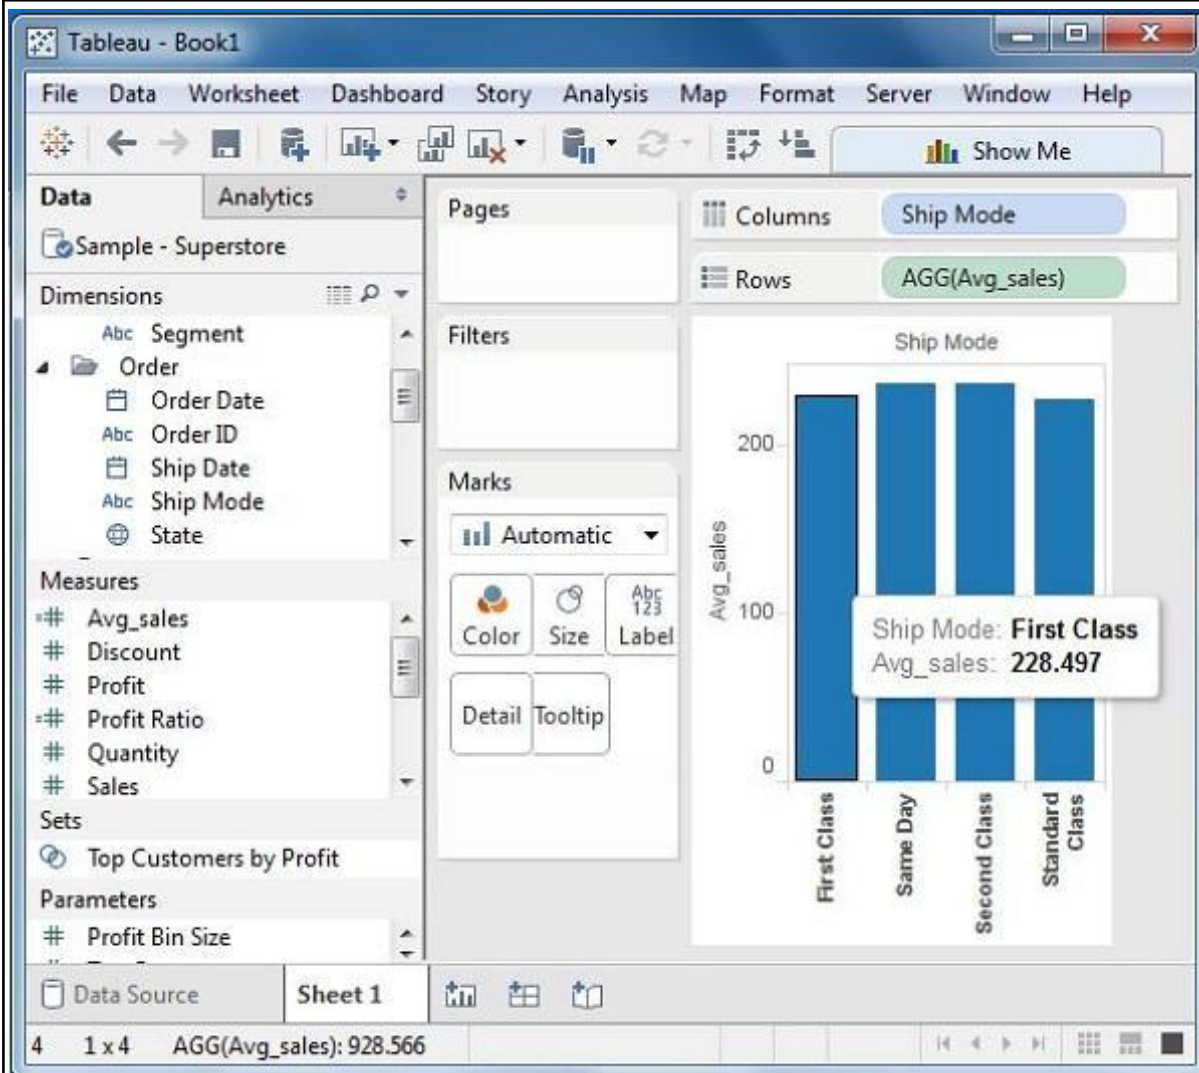 Tableau - Book1
File Data Worksheet Dashboard Story Analysis Map Format Server Window Help
Show Me
Data Analytics
Sample - Superstore
Dimensions
Abc Segment
Order
Order Date
Abc Order ID
Ship Date
Abc Ship Mode
State
Measures
=# Avg_sales
# Discount
# Profit
=# Profit Ratio
# Quantity
# Sales
Sets
Top Customers by Profit
Parameters
# Profit Bin Size
Pages
Filters
Marks
Automatic
Abc
123
Color Size Label
Detail Tooltip
Columns Ship Mode
Rows AGG(Avg_sales)
Ship Mode
Avg_sales
200
100
0
Ship Mode: First Class
Avg_sales: 228.497
First Class
Same Day
Second Class
Standard
Class
Data Source Sheet 1
4 1 x 4 AGG(Avg_sales): 928.566